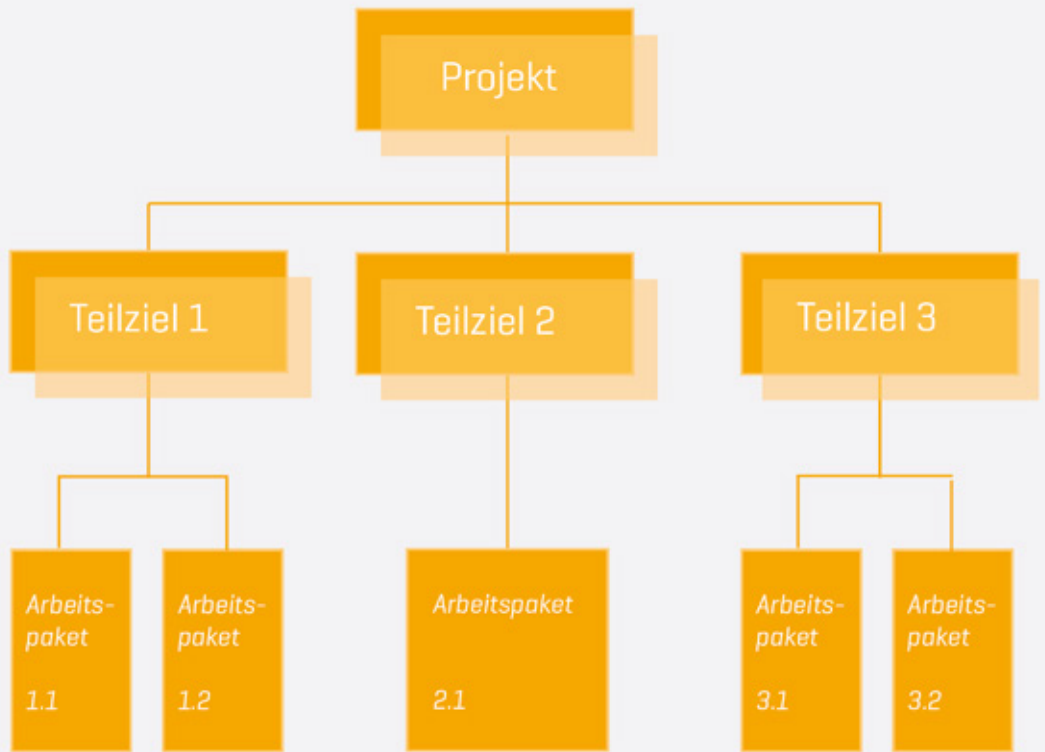 Projekt
Teilziel 1
Teilziel 2
Teilziel 3
Arbeits-
paket
1.1
Arbeits-
paket
1.2
Arbeitspaket
2.1
Arbeits-
paket
3.1
Arbeits-
paket
3.2